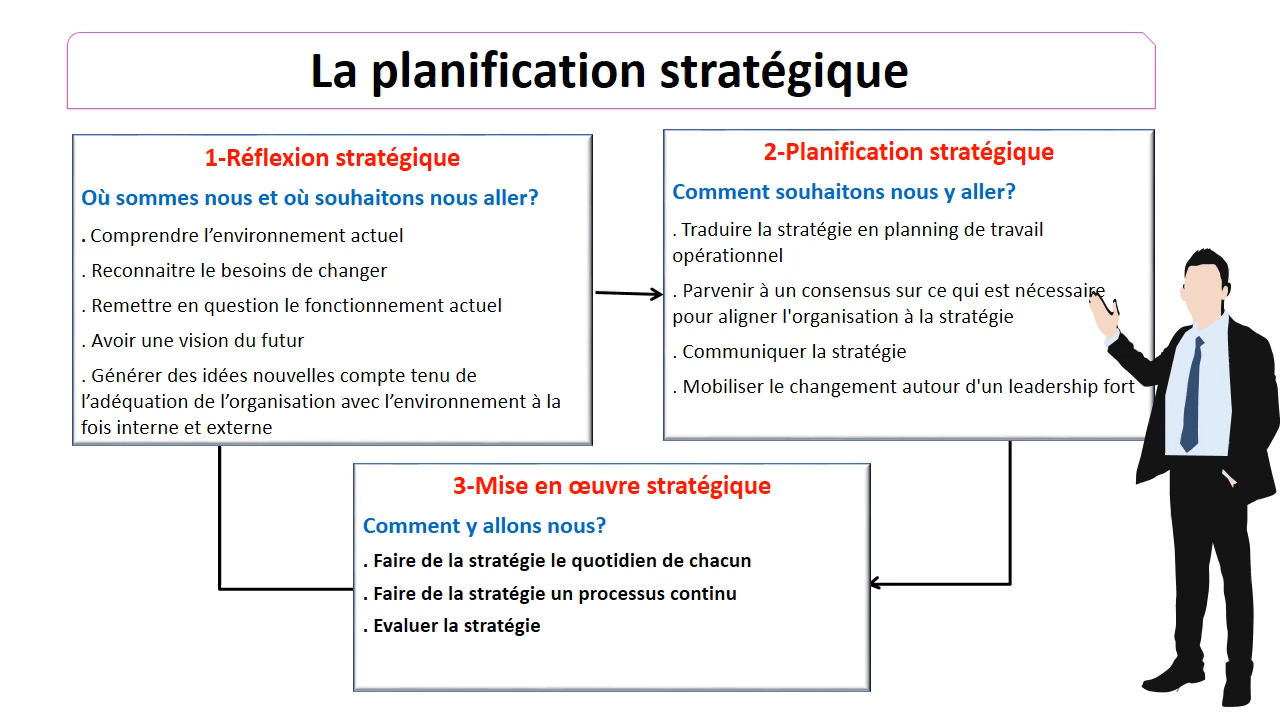 La planification stratégique
1-Réflexion stratégique
Où sommes nous et où souhaitons nous aller?
. Comprendre l’environnement actuel
. Reconnaitre le besoins de changer
. Remettre en question le fonctionnement actuel
. Avoir une vision du futur
. Générer des idées nouvelles compte tenu de
l’adéquation de l’organisation avec l’environnement à la
fois interne et externe
2-Planification stratégique
Comment souhaitons nous y aller?
. Traduire la stratégie en planning de travail
opérationnel
. Parvenir à un consensus sur ce qui est nécessaire
pour aligner l'organisation à la stratégie
. Communiquer la stratégie
. Mobiliser le changement autour d'un leadership fort
3-Mise en œuvre stratégique
Comment y allons nous?
. Faire de la stratégie le quotidien de chacun
. Faire de la stratégie un processus continu
. Evaluer la stratégie